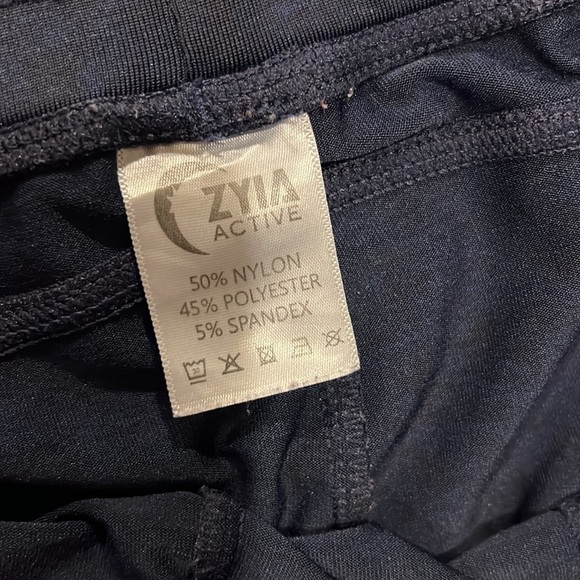 ZYIA
ACTIVE
50% NYLON
45% POLYESTER
5% SPANDEX